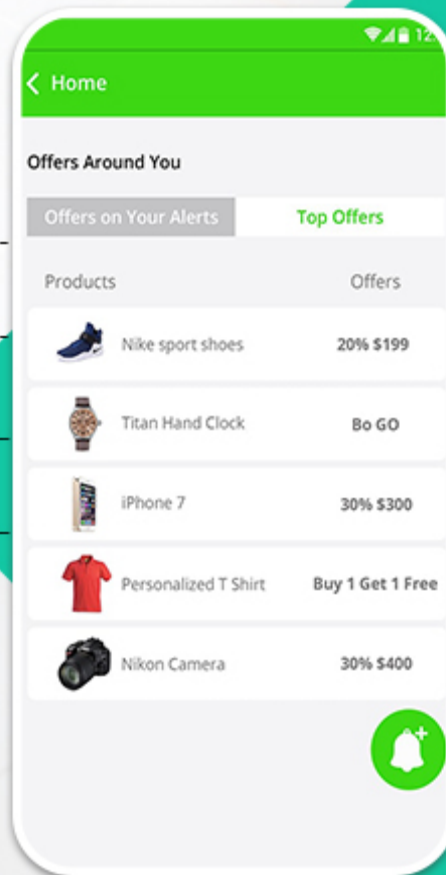 12:
Home
Offers Around You
Offers on Your Alerts Top Offers
Products Offers
Nike sport shoes 20% $199
Titan Hand Clock Bo GO
iPhone 7 30% $300
Personalized T Shirt Buy 1 Get 1 Free
Nikon Camera 30% $400